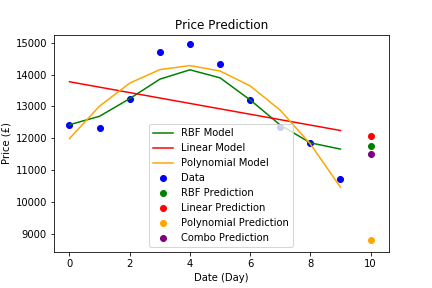 Price Prediction
15000
14000
13000
12000
11000
10000
9000
Price (£)
RBF Model
Linear Model
Polynomial Model
Data
RBF Prediction
Linear Prediction
Polynomial Prediction
Combo Prediction
0 2 4 6 8 10
Date (Day)